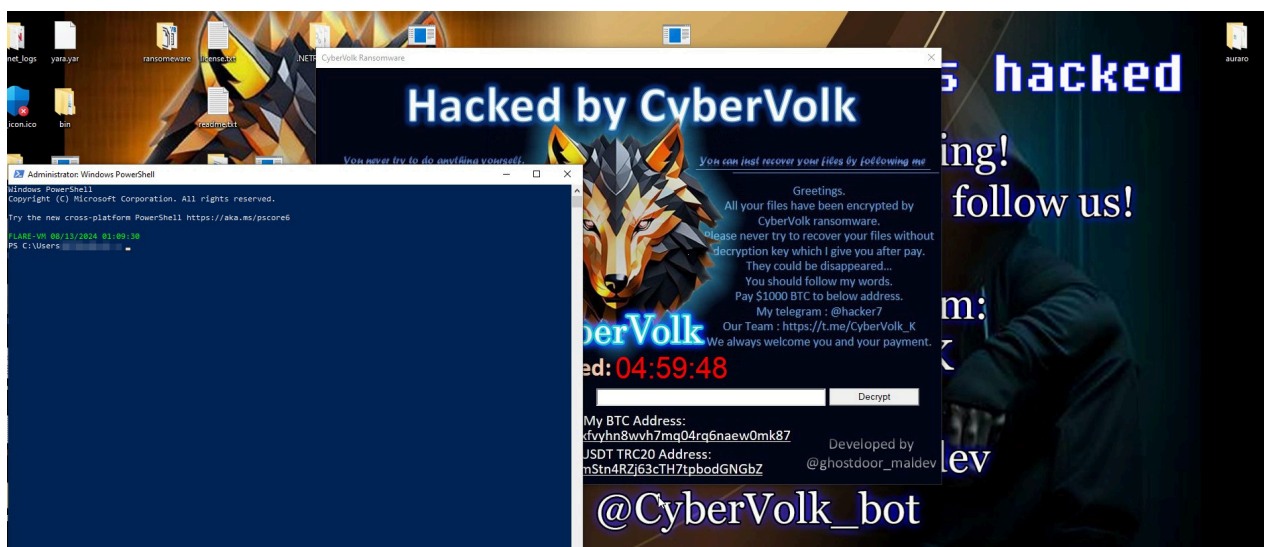 net_logs
yara.yar
ransomeware
license.txt
.NETR
auraro
icon.ico
bin
readme.txt
CyberVolk Ransomware
Hacked by CyberVolk
You never try to do anything yourself.
You can just recover your files by following me
Greetings.
All your files have been encrypted by
CyberVolk ransomware.
Please never try to recover your files without
decryption key which I give you after pay.
They could be disappeared...
You should follow my words.
Pay $1000 BTC to below address.
My telegram : @hacker7
Our Team : https://t.me/CyberVolk_K
We always welcome you and your payment.
berVolk
ed: 04:59:48
Decrypt
My BTC Address:
kfvyhn8wvh7mq04rq6naew0mk87
USDT TRC20 Address:
mStn4RZj63cTH7tpbodGNGbZ
Developed by
@ghostdoor_maldev
Administrator: Windows PowerShell
Windows PowerShell
Copyright (C) Microsoft Corporation. All rights reserved.
Try the new cross-platform PowerShell https://aka.ms/pscore6
FLARE-VM 08/13/2024 01:09:30
PS C:\Users
s hacked
ing!
follow us!
m:
K
lev
@CyberVolk_bot